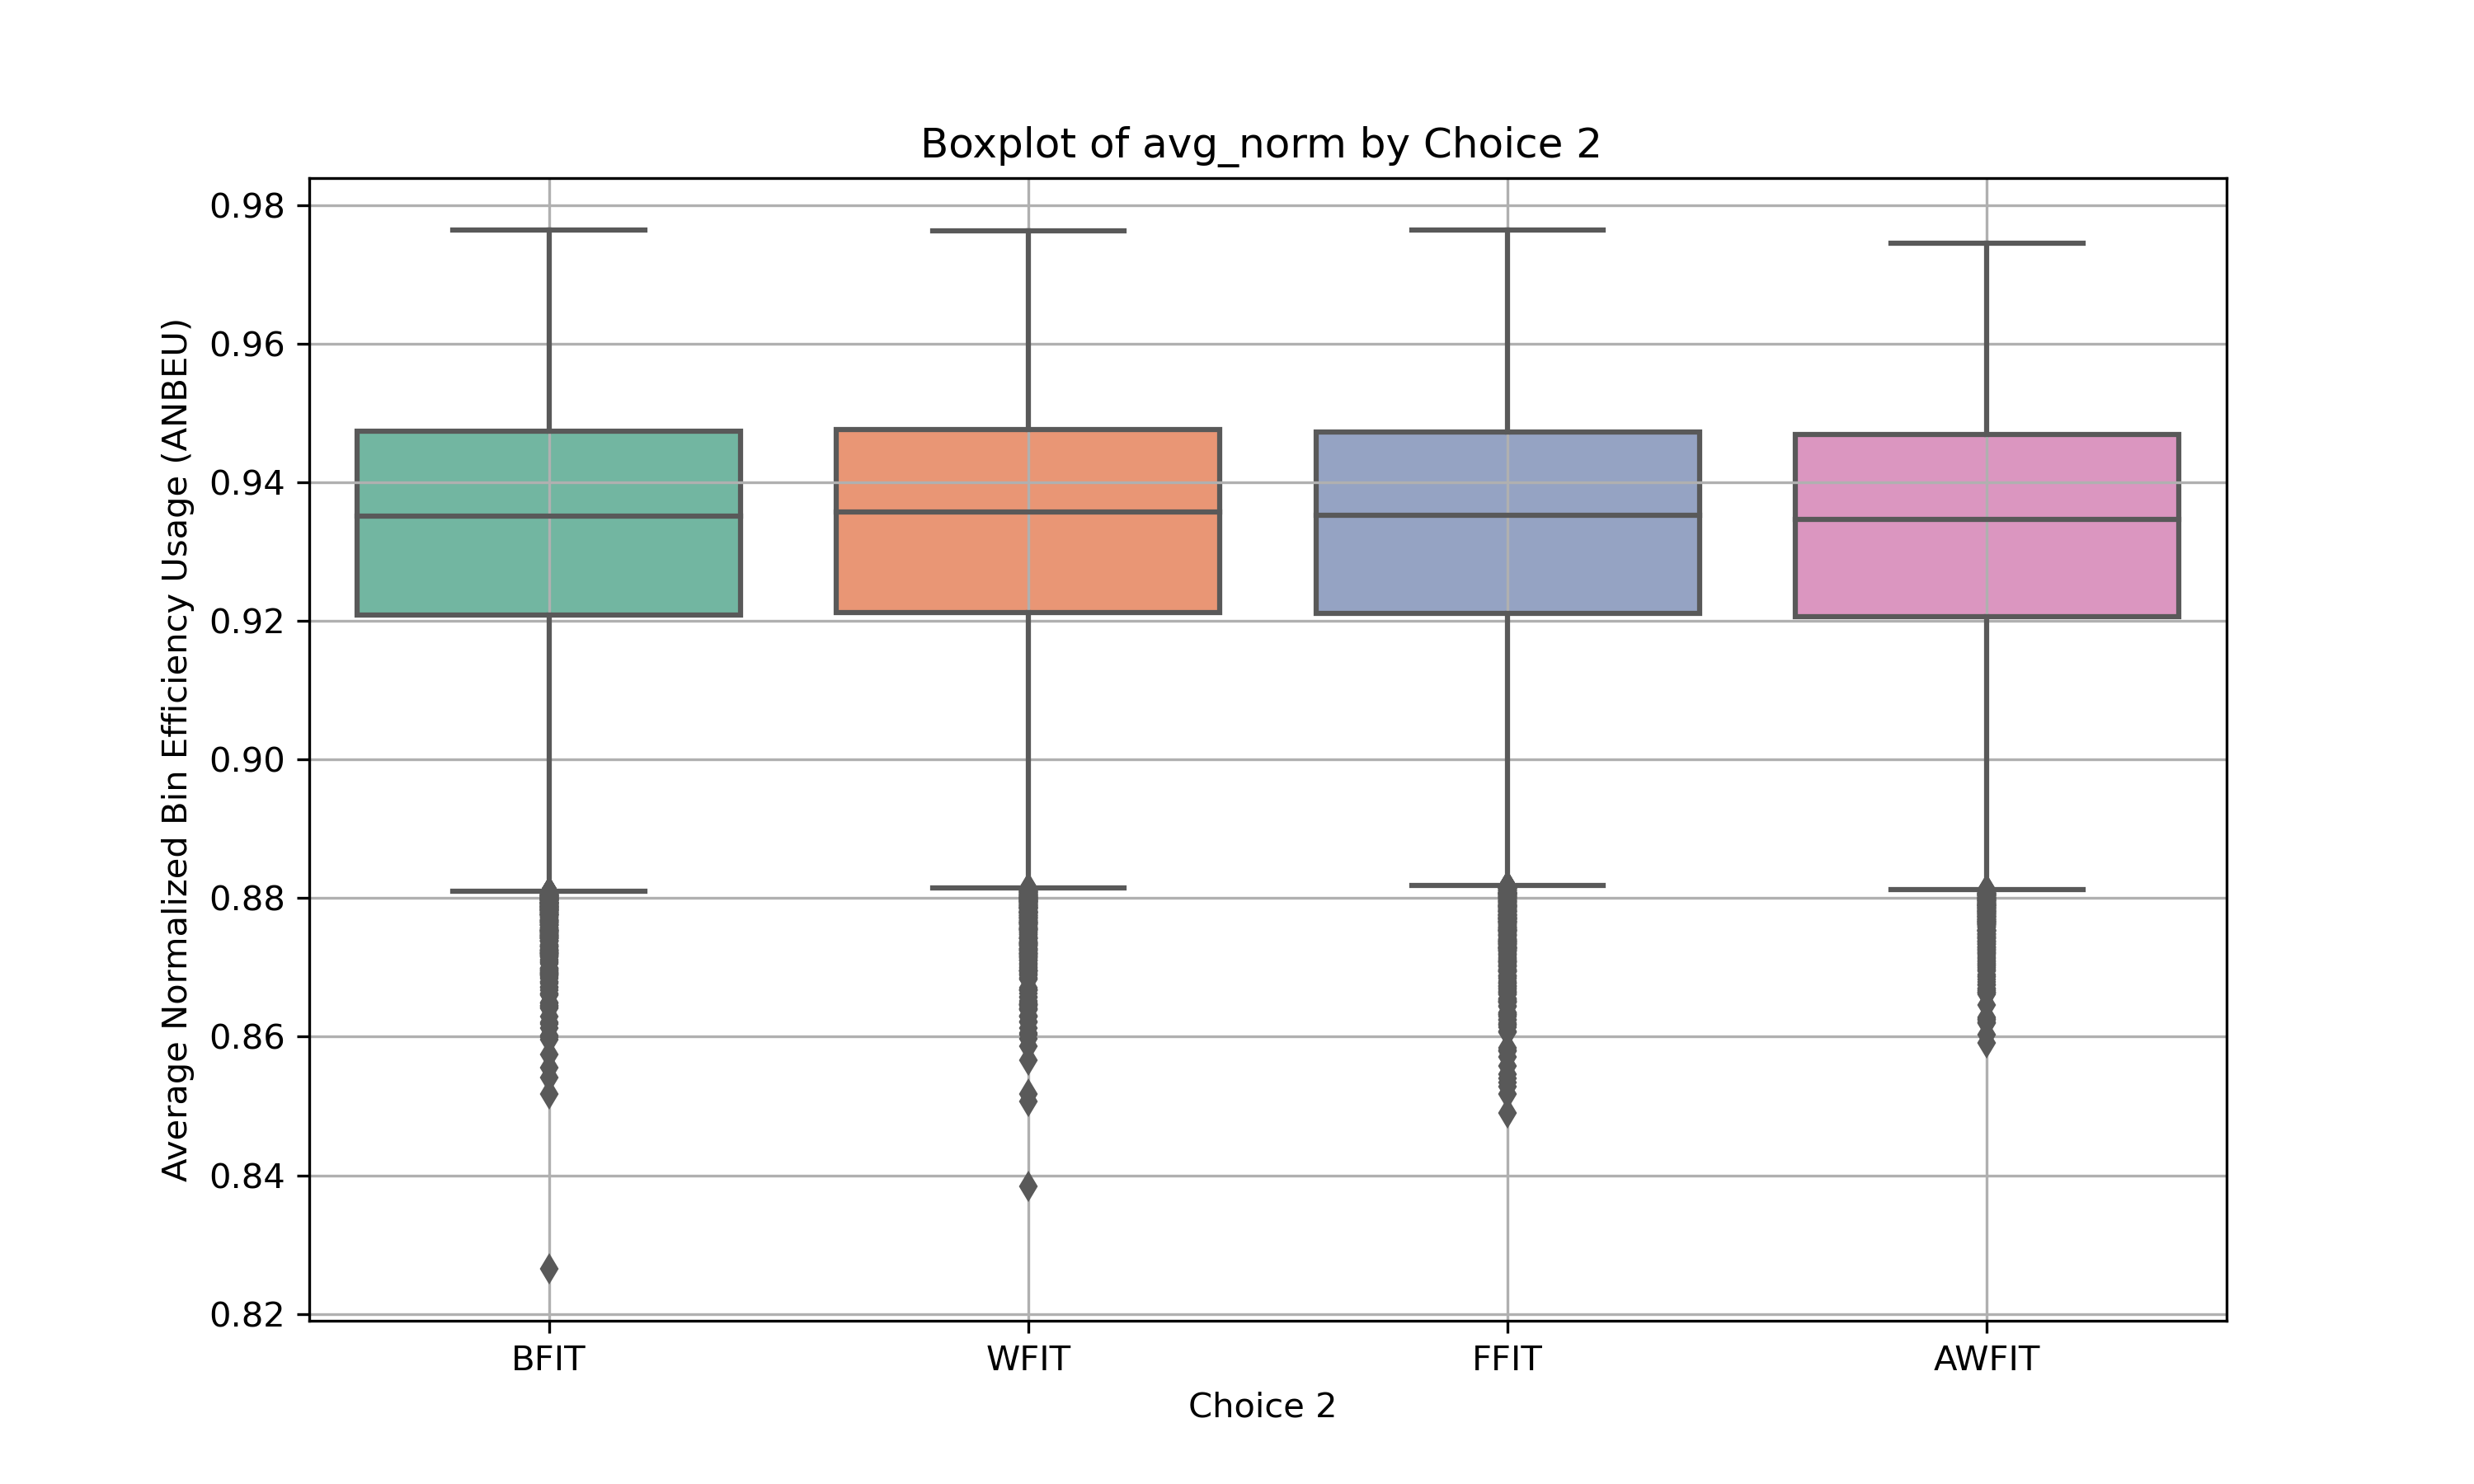 Boxplot of avg_norm by Choice 2
Average Normalized Bin Efficiency Usage (ANBEU)
0.98
0.96
0.94
0.92
0.90
0.88
0.86
0.84
0.82
BFIT
WFIT
FFIT
AWFIT
Choice 2